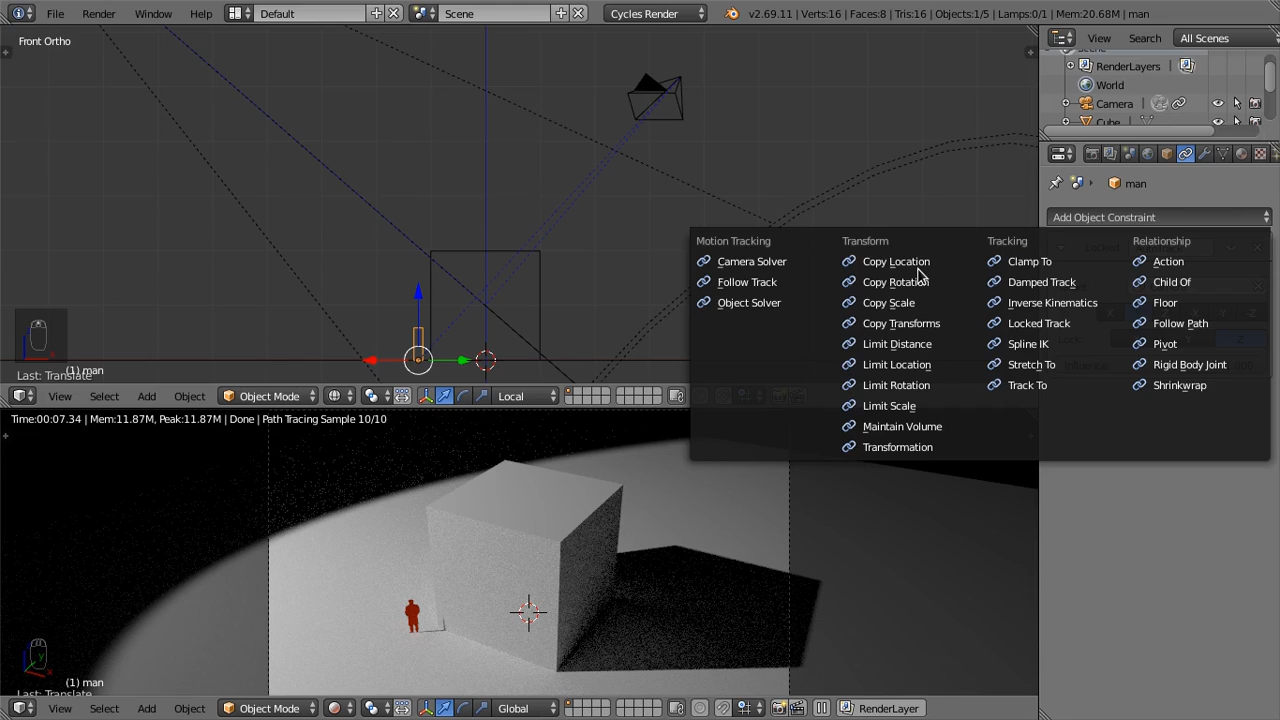 File Render Window Help Default Scene Cycles Render v2.69.11 | Verts:16 | Faces:8 | Tris:16 | Objects:1/5 | Lamps:0/1 | Mem:20.68M | man
Front Ortho
View Search All Scenes
RenderLayers
World
Camera
Cube
man
Add Object Constraint
Motion Tracking Transform Tracking Relationship
Camera Solver Copy Location Clamp To Action
Follow Track Copy Rotation Damped Track Child Of
Object Solver Copy Scale Inverse Kinematics Floor
Copy Transforms Locked Track Follow Path
Limit Distance Spline IK Pivot
Limit Location Stretch To Rigid Body Joint
Limit Rotation Track To Shrinkwrap
Limit Scale
Maintain Volume
Transformation
(1) man
Last: Translate
View Select Add Object Object Mode Local
Time:00:07.34 | Mem:11.87M, Peak:11.87M | Done | Path Tracing Sample 10/10
(1) man
Last: Translate
View Select Add Object Object Mode Global RenderLayer